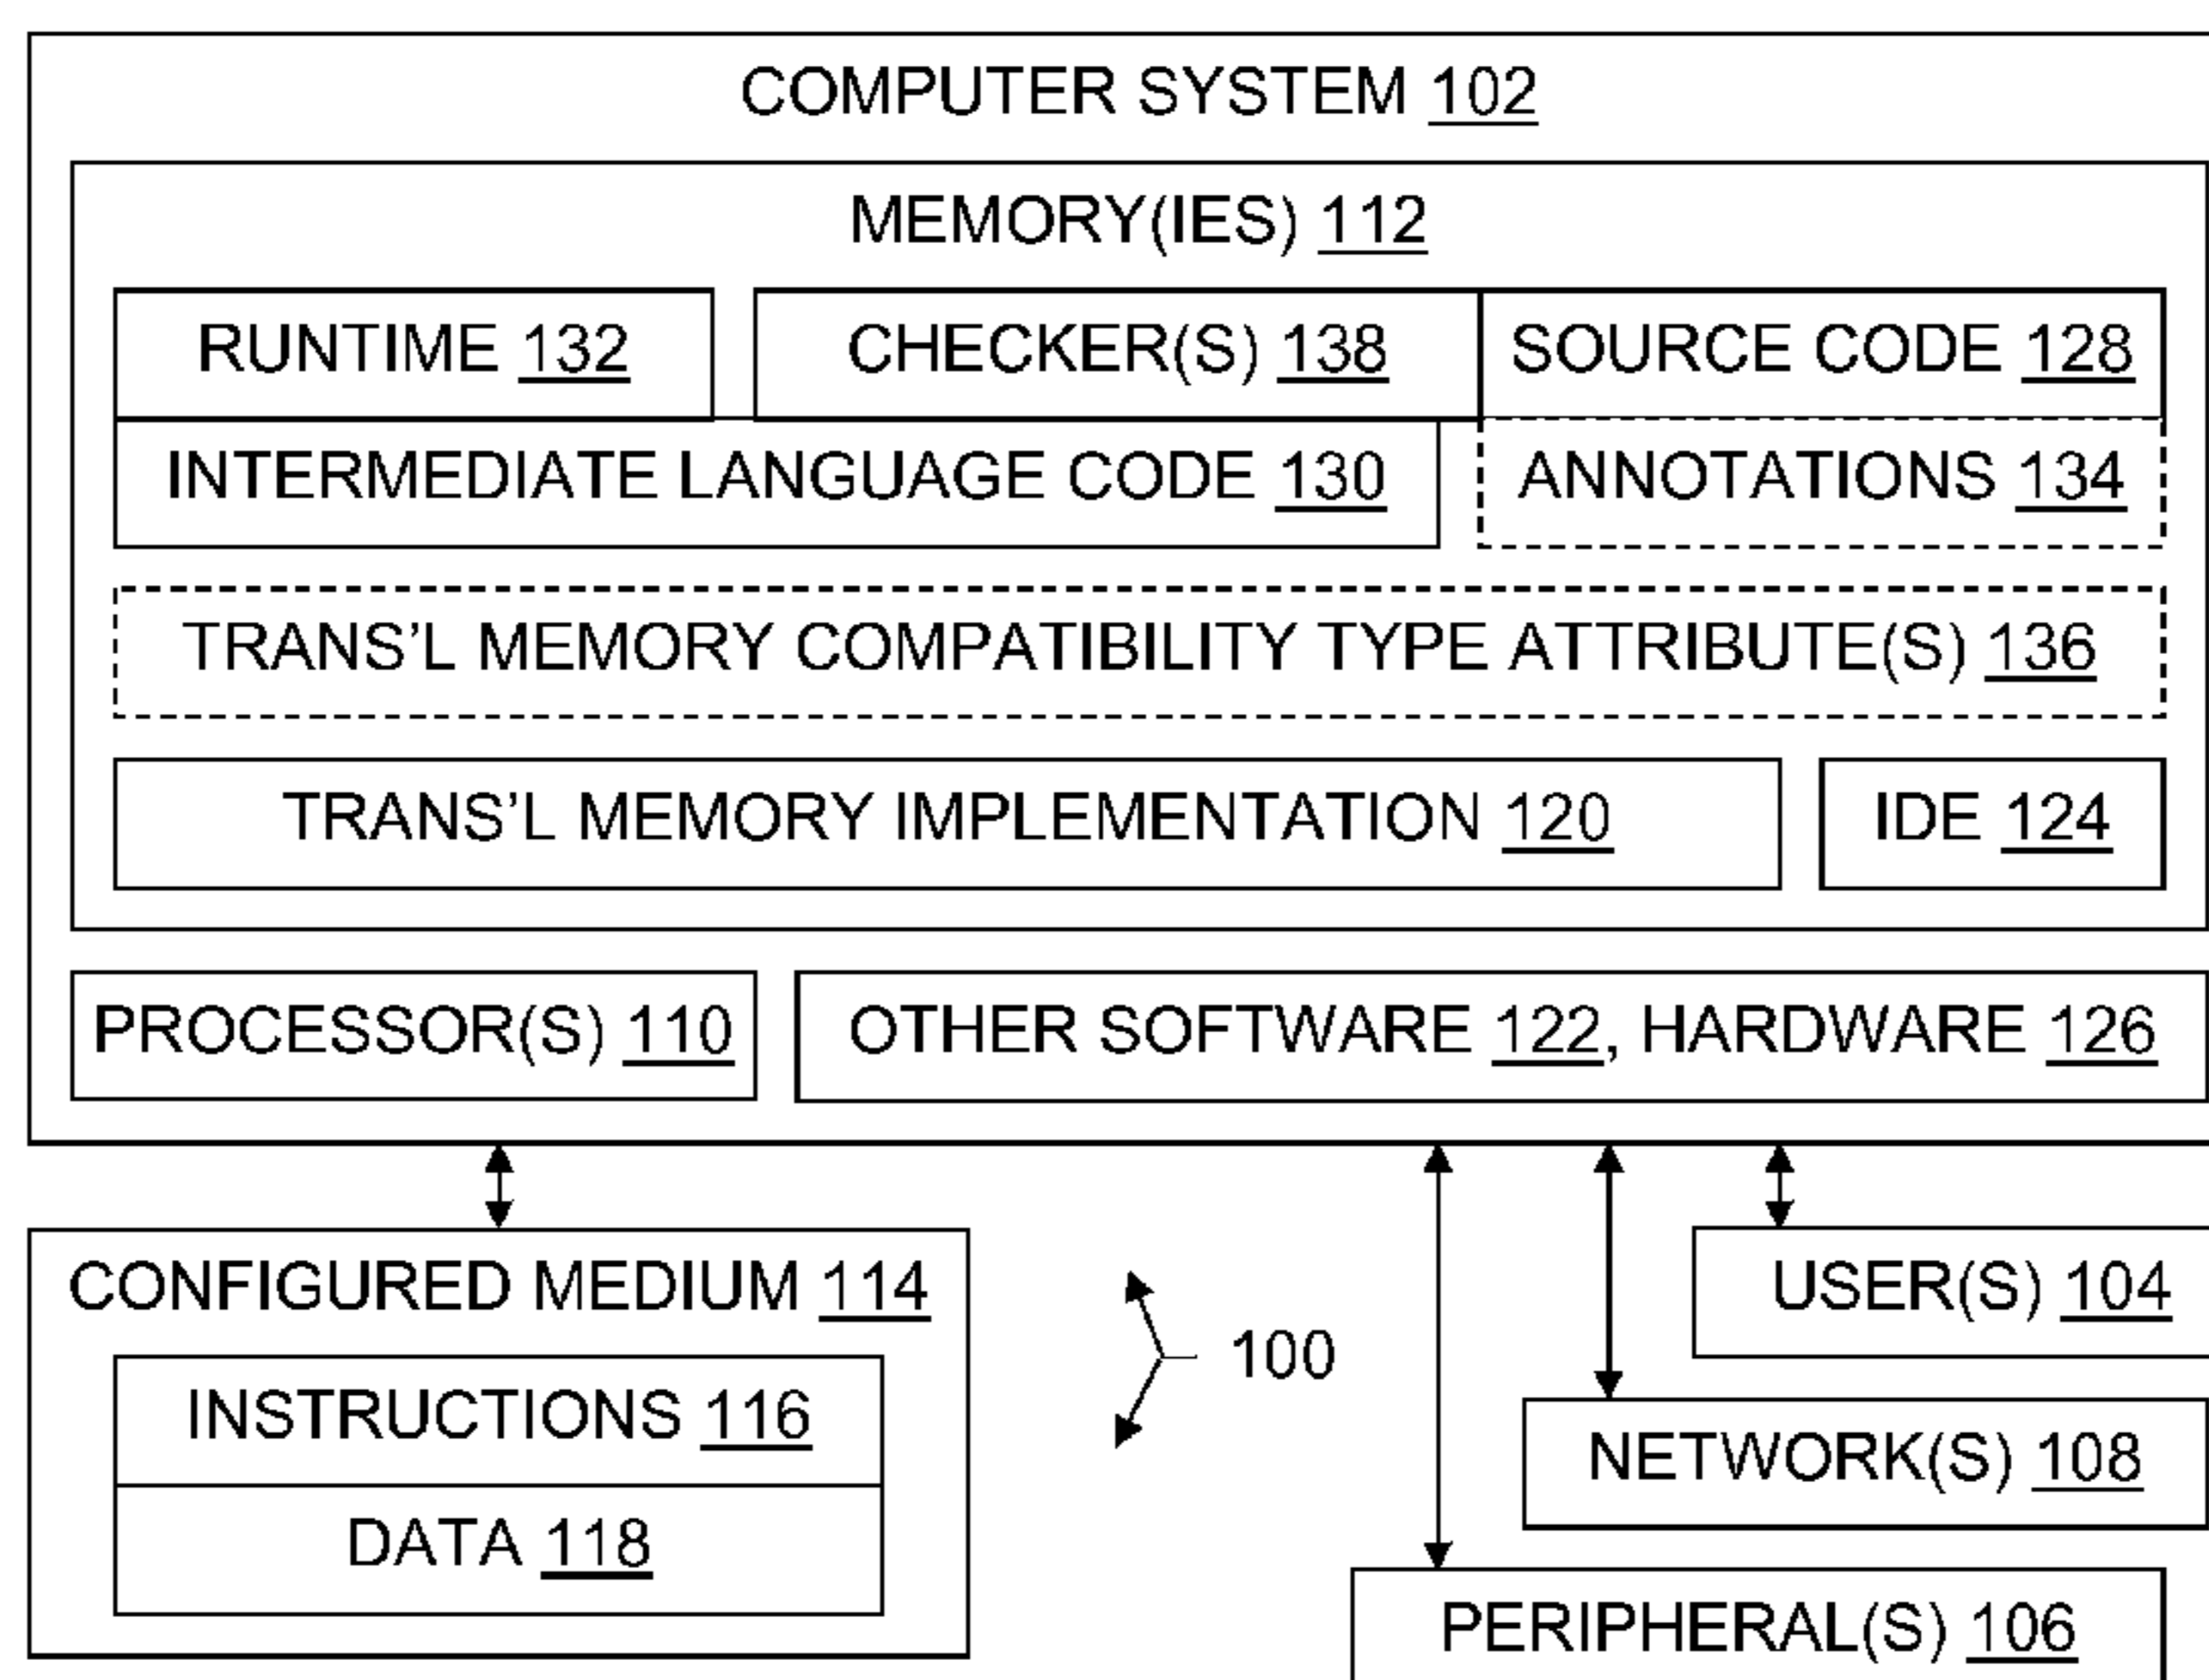 COMPUTER SYSTEM 102
MEMORY(IES) 112
RUNTIME 132
CHECKER(S) 138
SOURCE CODE 128
INTERMEDIATE LANGUAGE CODE 130
ANNOTATIONS 134
TRANS’L MEMORY COMPATIBILITY TYPE ATTRIBUTE(S) 136
TRANS’L MEMORY IMPLEMENTATION 120
IDE 124
PROCESSOR(S) 110
OTHER SOFTWARE 122, HARDWARE 126
CONFIGURED MEDIUM 114
INSTRUCTIONS 116
DATA 118
100
USER(S) 104
NETWORK(S) 108
PERIPHERAL(S) 106